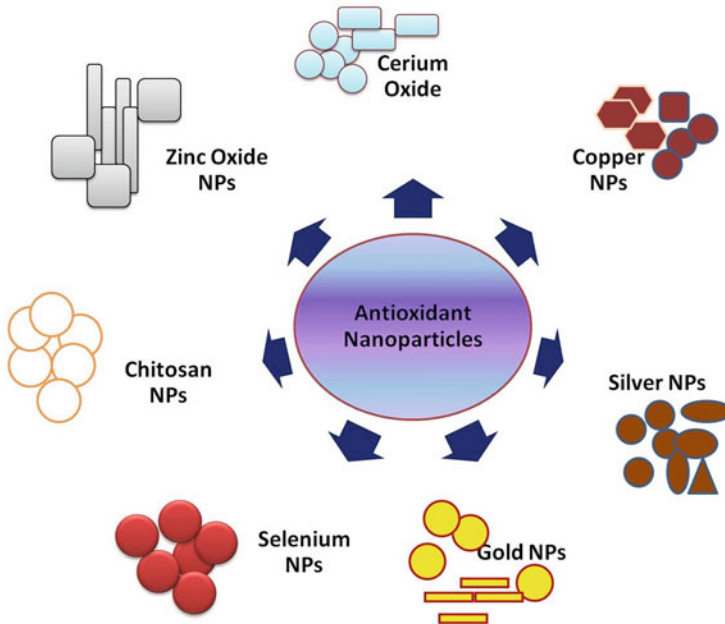 Cerium
Oxide
Zinc Oxide
NPs
Copper
NPs
Antioxidant
Nanoparticles
Chitosan
NPs
Silver NPs
Selenium
NPs
Gold NPs